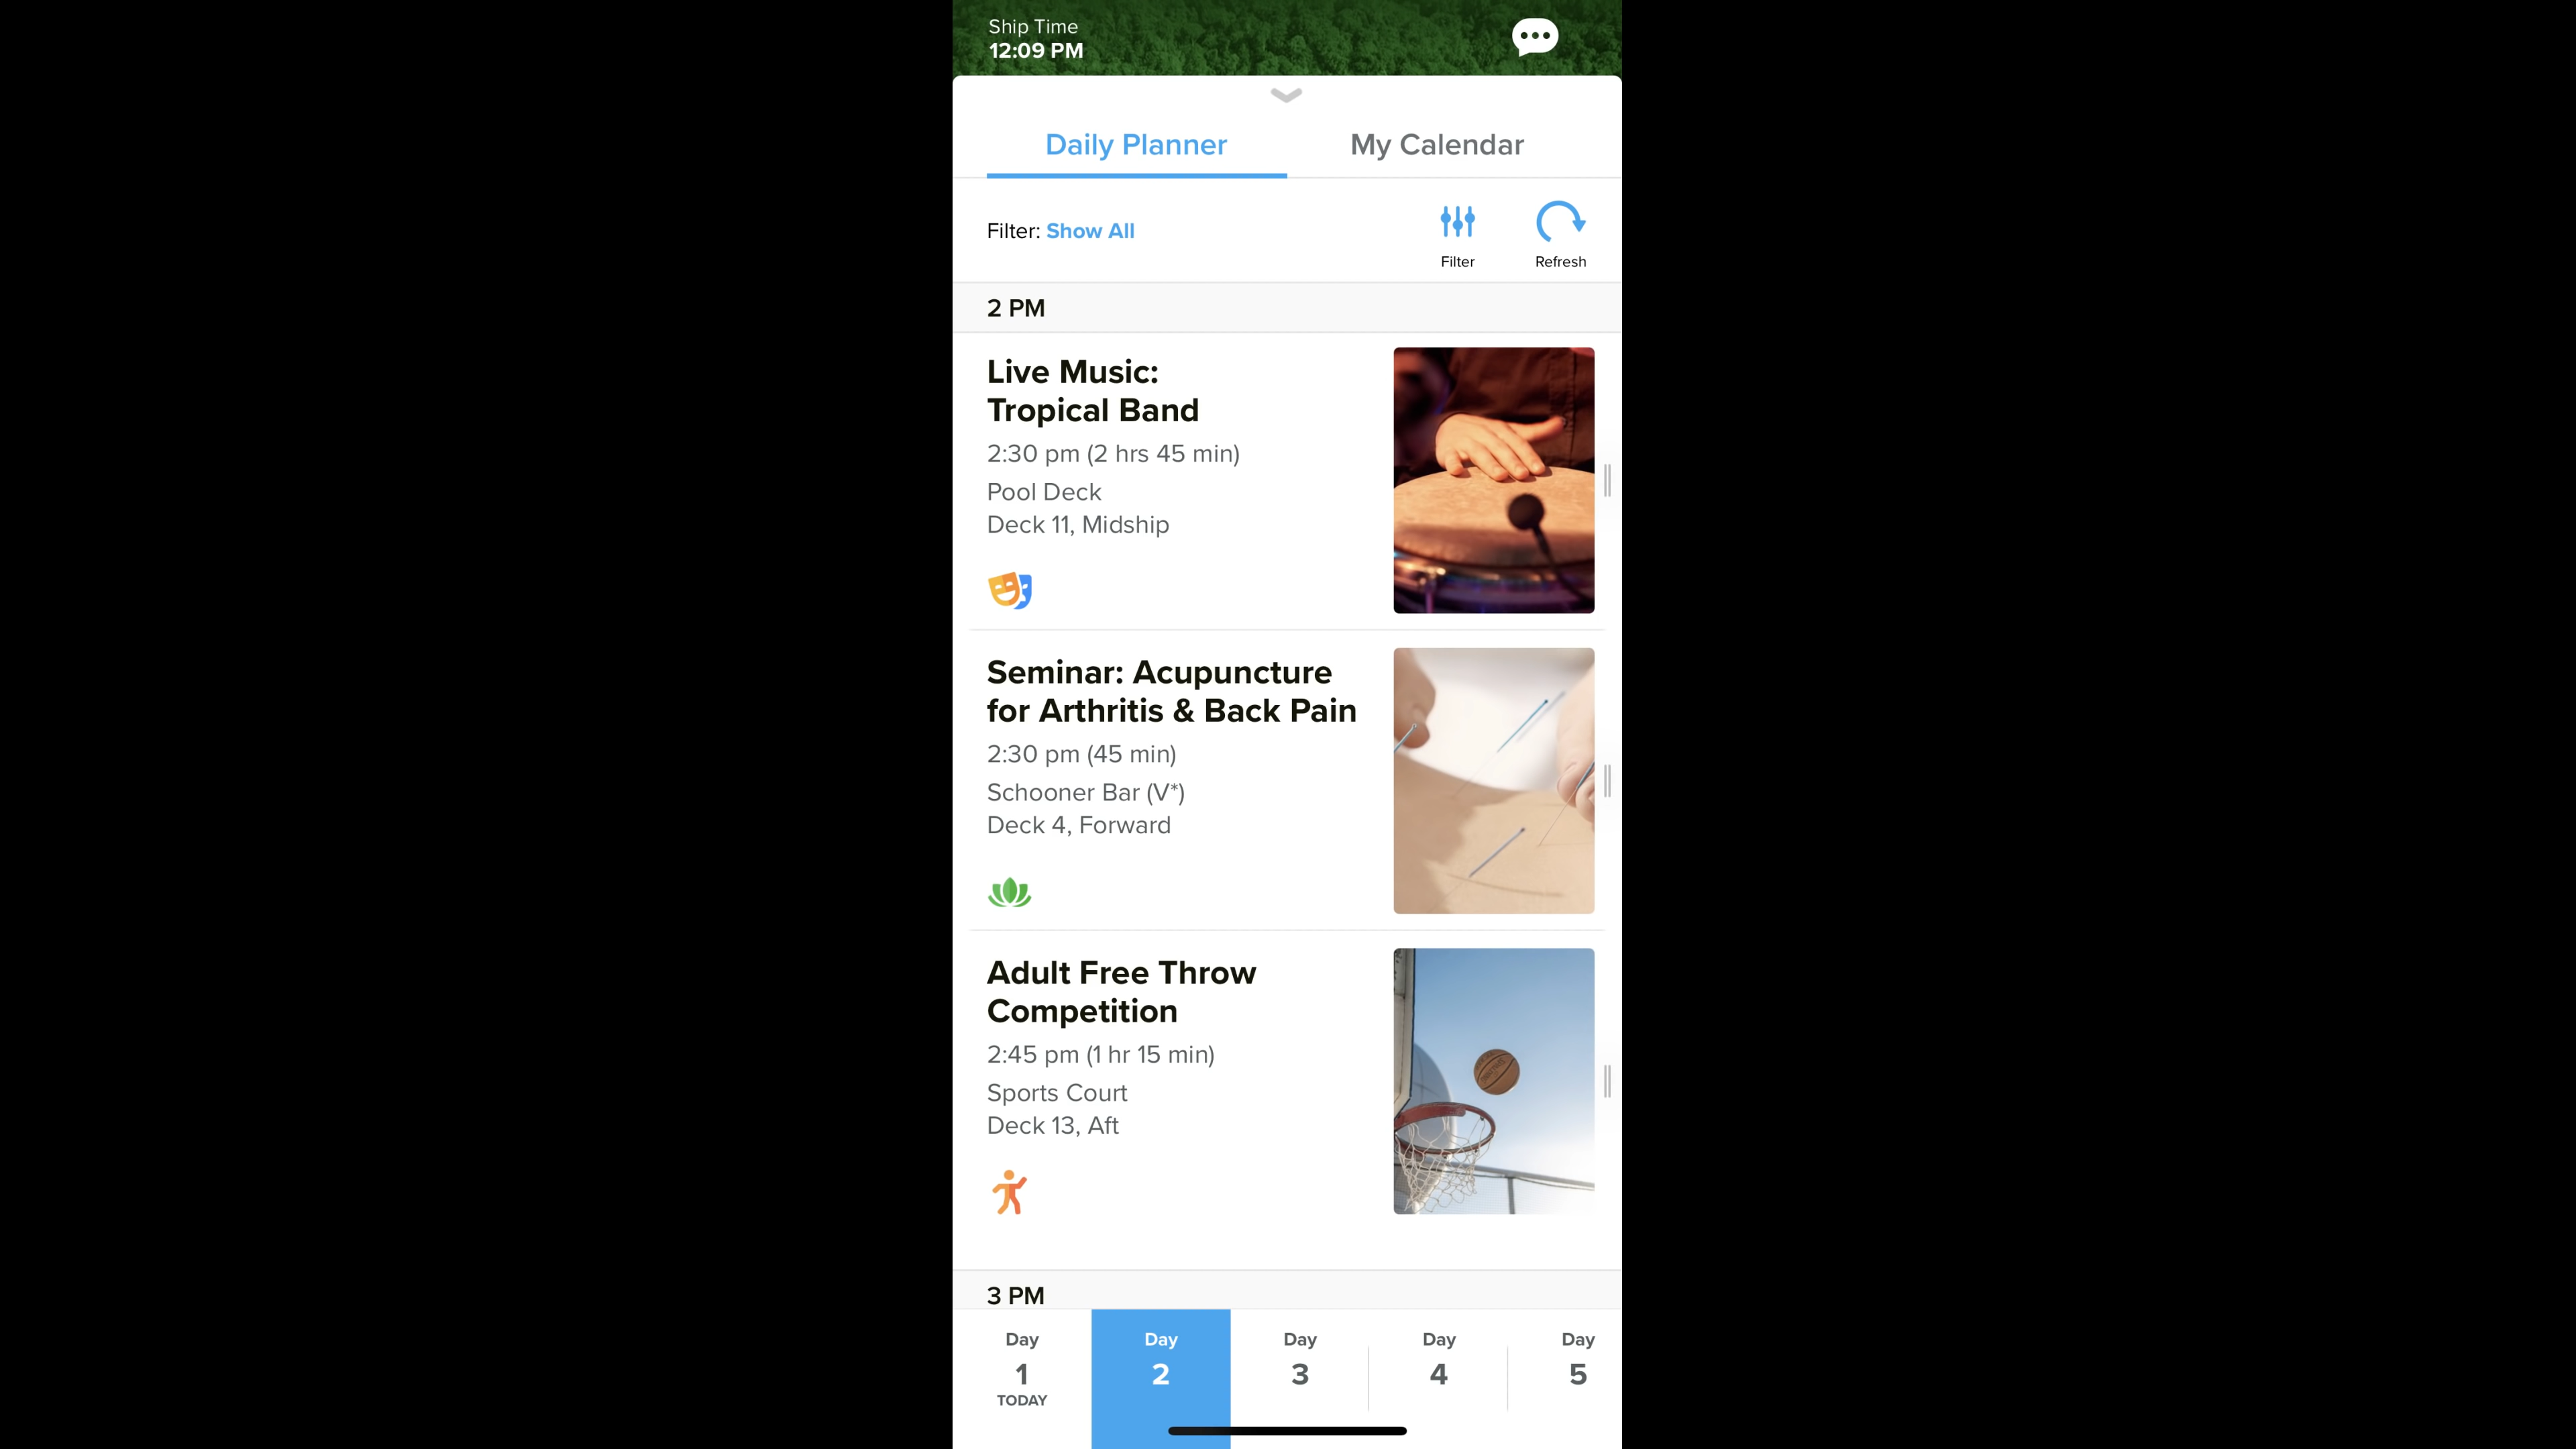 Ship Time
12:09 PM
Daily Planner
My Calendar
Filter: Show All
Filter
Refresh
2 PM
Live Music:
Tropical Band
2:30 pm (2 hrs 45 min)
Pool Deck
Deck 11, Midship
Seminar: Acupuncture
for Arthritis & Back Pain
2:30 pm (45 min)
Schooner Bar (V*)
Deck 4, Forward
Adult Free Throw
Competition
2:45 pm (1 hr 15 min)
Sports Court
Deck 13, Aft
3 PM
Day
1
TODAY
Day
2
Day
3
Day
4
Day
5